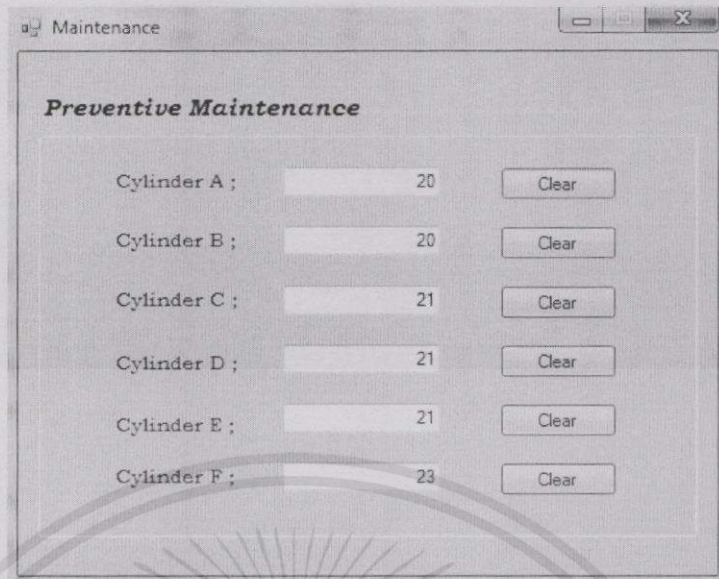 Maintenance
Preventive Maintenance
Cylinder A ; 20 Clear
Cylinder B ; 20 Clear
Cylinder C ; 21 Clear
Cylinder D ; 21 Clear
Cylinder E ; 21 Clear
Cylinder F ; 23 Clear